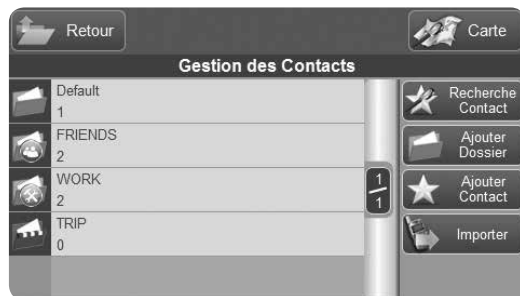 Retour
Carte
Gestion des Contacts
Default
1
FRIENDS
2
WORK
2
TRIP
0
1
1
Recherche
Contact
Ajouter
Dossier
Ajouter
Contact
Importer